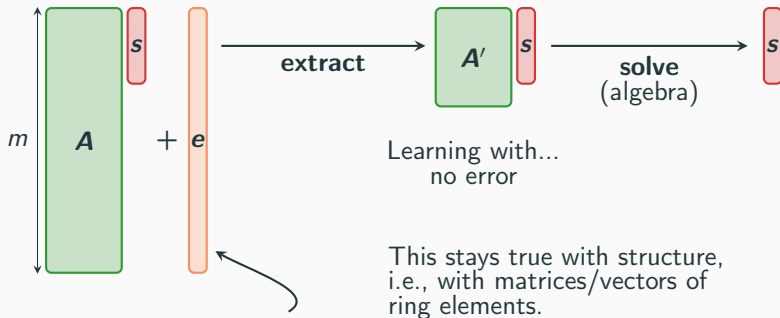 s
s
s
extract
A′
solve
(algebra)
m
A
+ e
Learning with...
no error
This stays true with structure,
i.e., with matrices/vectors of
ring elements.